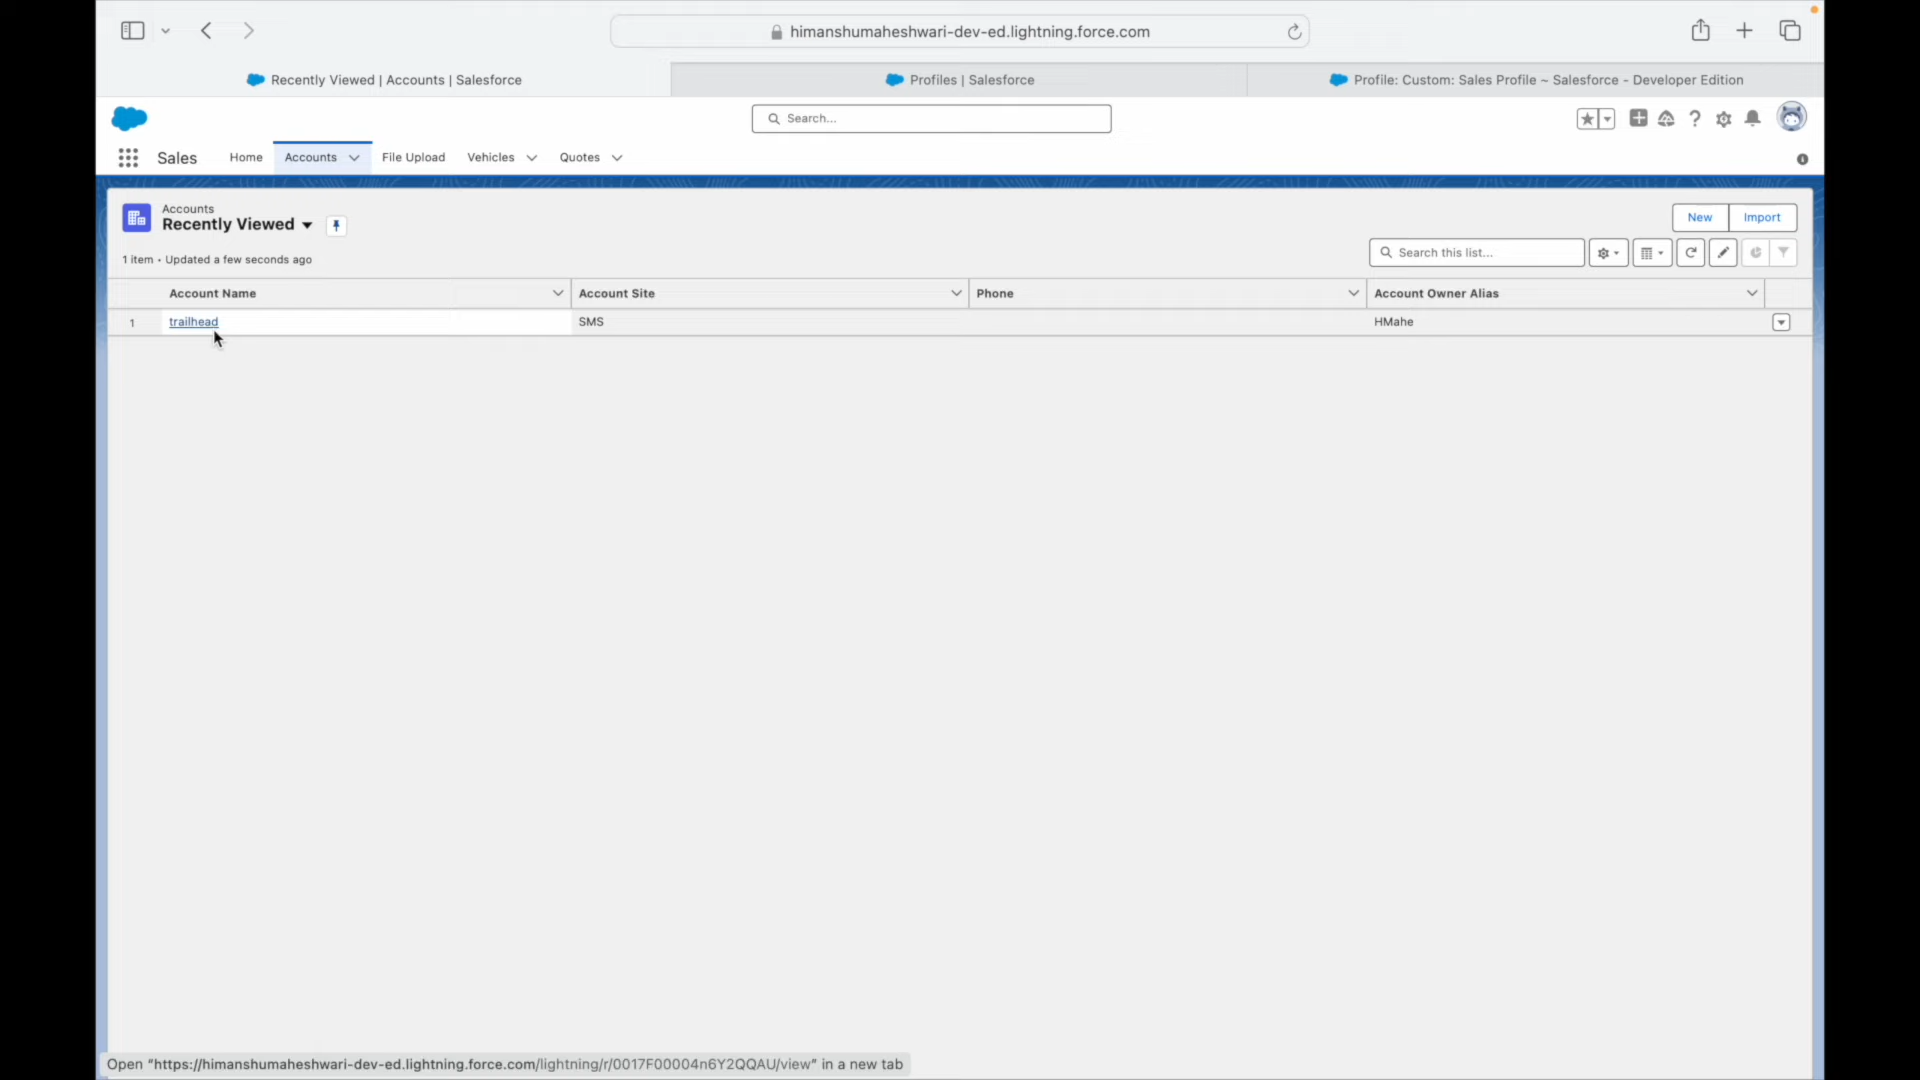 himanshumaheshwari-dev-ed.lightning.force.com
Recently Viewed | Accounts | Salesforce
Profiles | Salesforce
Profile: Custom: Sales Profile ~ Salesforce - Developer Edition
Search...
Sales
Home
Accounts
File Upload
Vehicles
Quotes
Accounts
Recently Viewed
New
Import
1 item • Updated a few seconds ago
Search this list...
Account Name
Account Site
Phone
Account Owner Alias
1
trailhead
SMS
HMahe
Open “https://himanshumaheshwari-dev-ed.lightning.force.com/lightning/r/0017F00004n6Y2QQAU/view” in a new tab